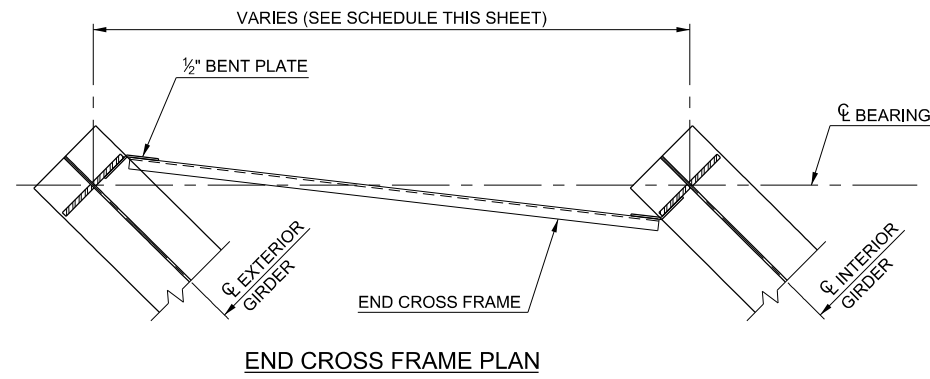 VARIES (SEE SCHEDULE THIS SHEET)
½" BENT PLATE
℄ BEARING
℄ EXTERIOR
GIRDER
END CROSS FRAME
℄ INTERIOR
GIRDER
END CROSS FRAME PLAN